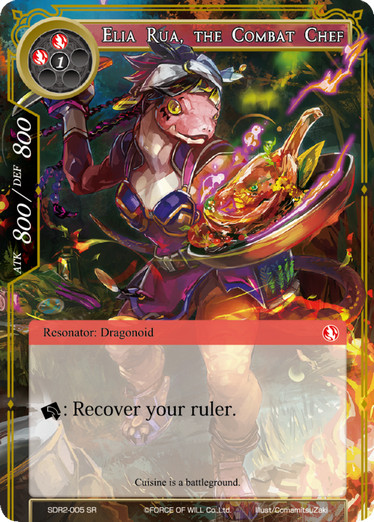 Elia Rua, the Combat Chef
1
ATK 800 / DEF 800
Resonator: Dragonoid
: Recover your ruler.
Cuisine is a battleground.
SDR2-005 SR ©FORCE OF WILL Co.,Ltd. Illust/ComemitsuZaki